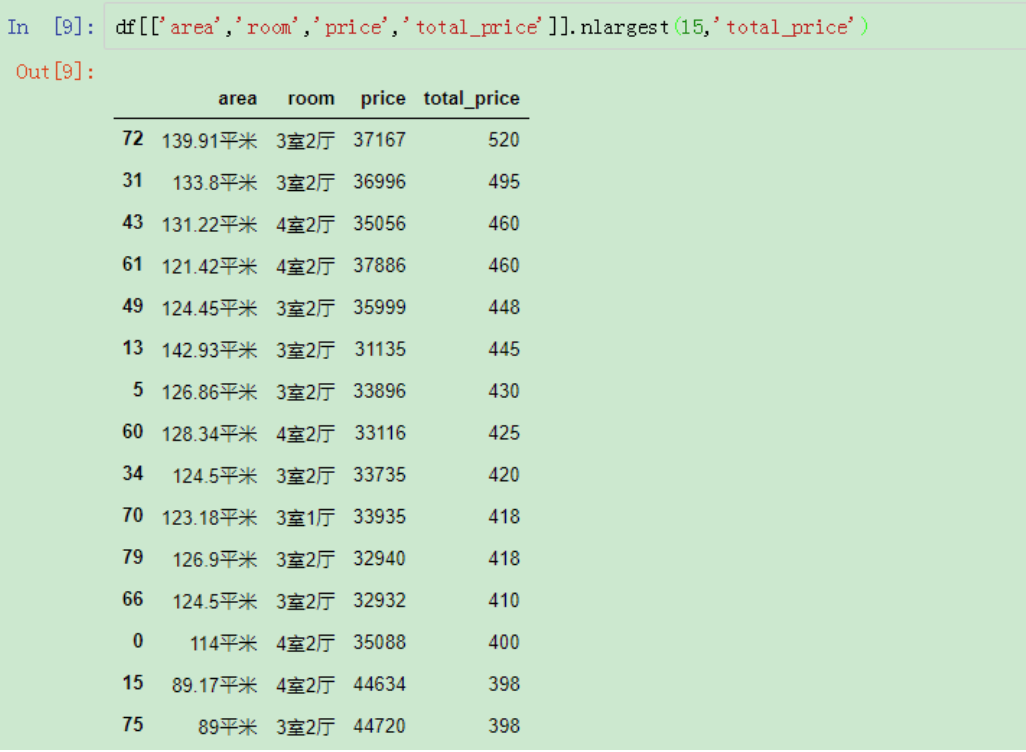 In [9]: df[['area','room','price','total_price']].nlargest(15,'total_price')
Out[9]:
area room price total_price
72 139.91平米 3室2厅 37167 520
31 133.8平米 3室2厅 36996 495
43 131.22平米 4室2厅 35056 460
61 121.42平米 4室2厅 37886 460
49 124.45平米 3室2厅 35999 448
13 142.93平米 3室2厅 31135 445
5 126.86平米 3室2厅 33896 430
60 128.34平米 4室2厅 33116 425
34 124.5平米 3室2厅 33735 420
70 123.18平米 3室1厅 33935 418
79 126.9平米 3室2厅 32940 418
66 124.5平米 3室2厅 32932 410
0 114平米 4室2厅 35088 400
15 89.17平米 4室2厅 44634 398
75 89平米 3室2厅 44720 398